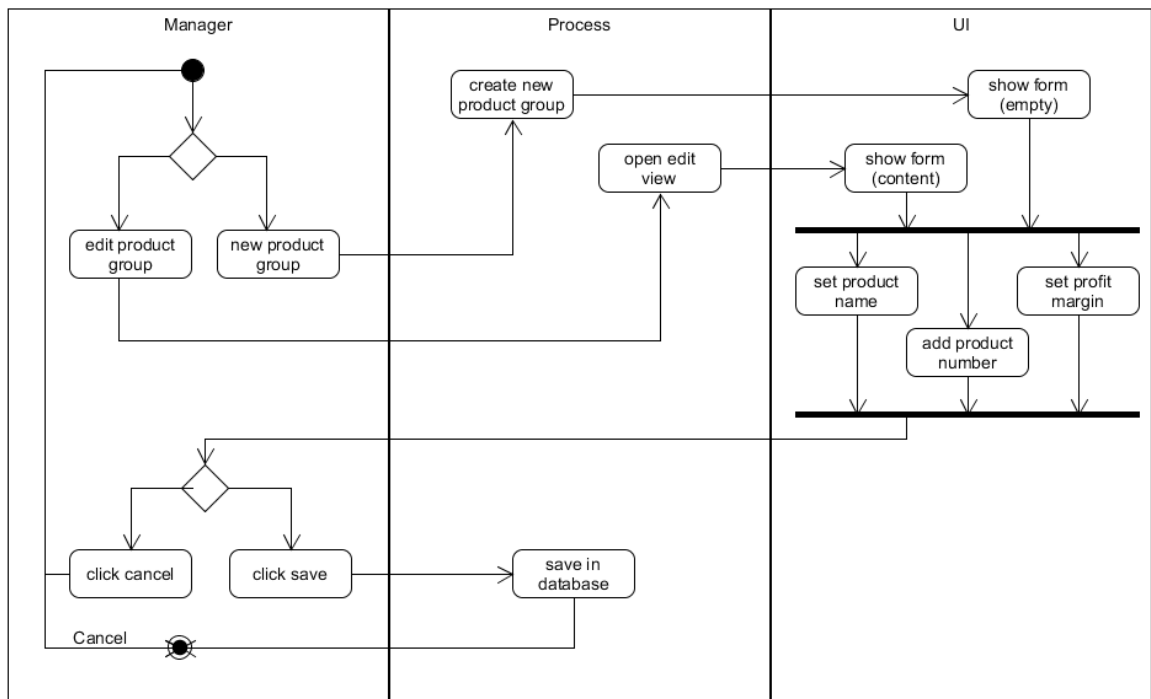 Manager
Process
UI
create new
product group
show form
(empty)
open edit
view
show form
(content)
edit product
group
new product
group
set product
name
set profit
margin
add product
number
click cancel
click save
save in
database
Cancel